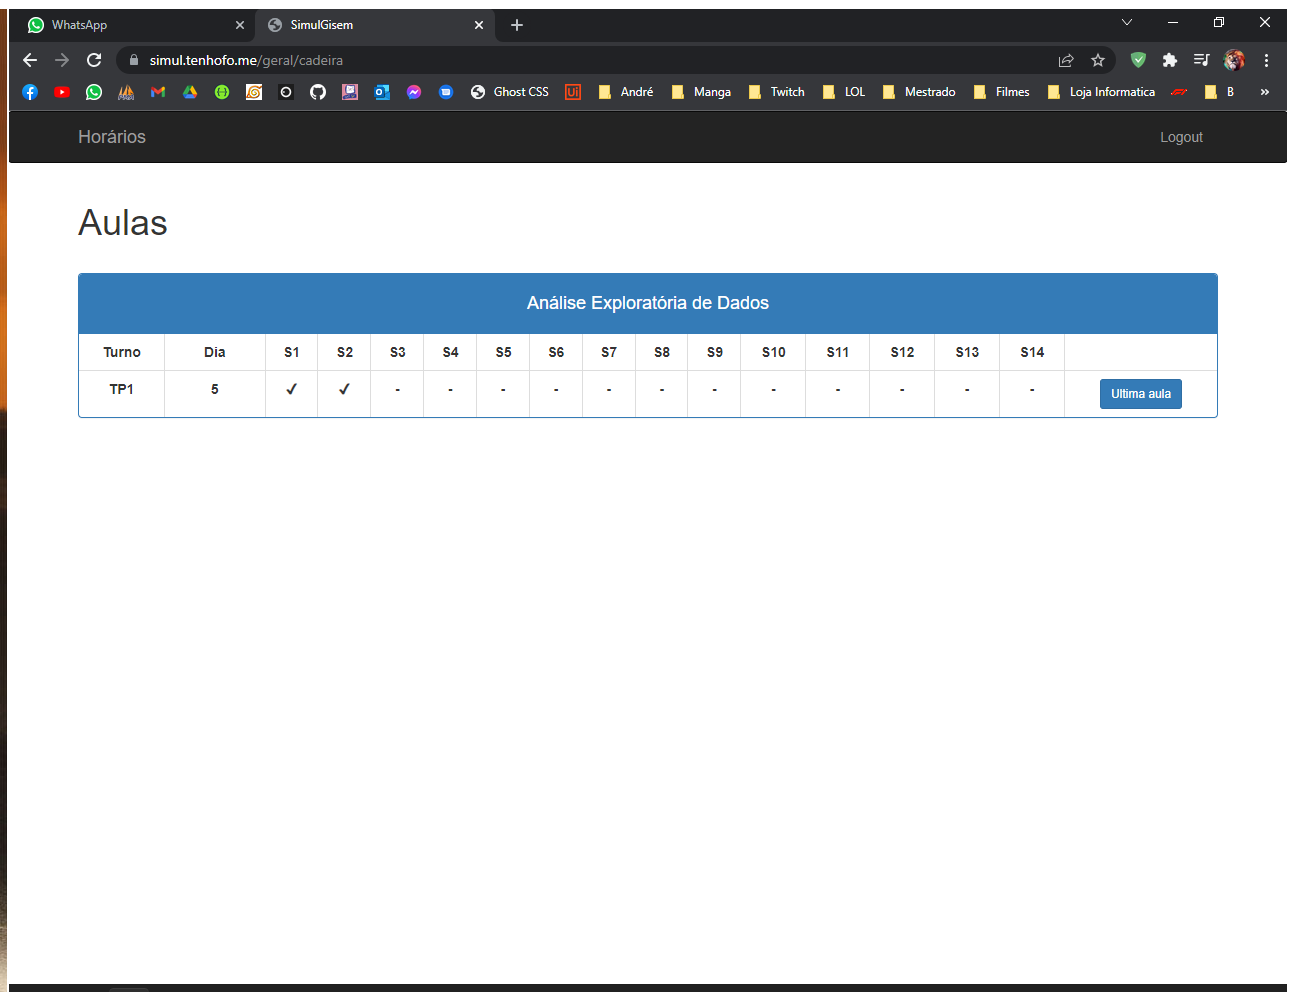 WhatsApp SimulGisem
simul.tenhofo.me/geral/cadeira
Ui Ghost CSS André Manga Twitch LOL Mestrado Filmes Loja Informatica B »
Horários Logout
Aulas
Análise Exploratória de Dados
Turno Dia S1 S2 S3 S4 S5 S6 S7 S8 S9 S10 S11 S12 S13 S14
TP1 5 ✓ ✓ - - - - - - - - - - - - Ultima aula